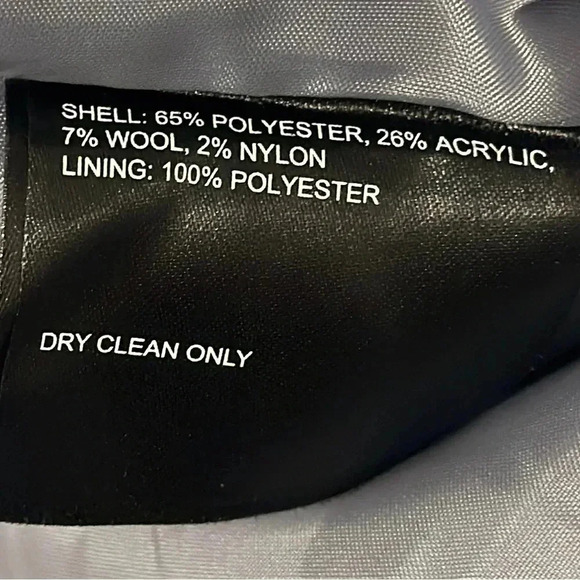 SHELL: 65% POLYESTER, 26% ACRYLIC,
7% WOOL, 2% NYLON
LINING: 100% POLYESTER
DRY CLEAN ONLY